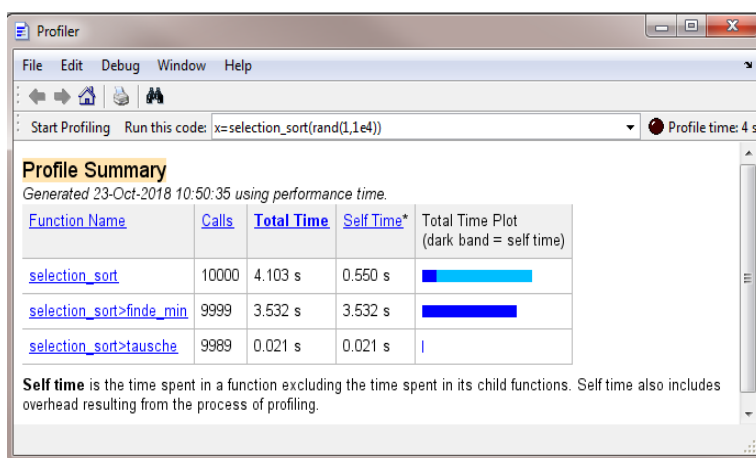 Profiler
File Edit Debug Window Help
Start Profiling Run this code: x=selection_sort(rand(1,1e4)) Profile time: 4 s
Profile Summary
Generated 23-Oct-2018 10:50:35 using performance time.
Function Name Calls Total Time Self Time* Total Time Plot
(dark band = self time)
selection_sort 10000 4.103 s 0.550 s
selection_sort>finde_min 9999 3.532 s 3.532 s
selection_sort>tausche 9989 0.021 s 0.021 s
Self time is the time spent in a function excluding the time spent in its child functions. Self time also includes
overhead resulting from the process of profiling.